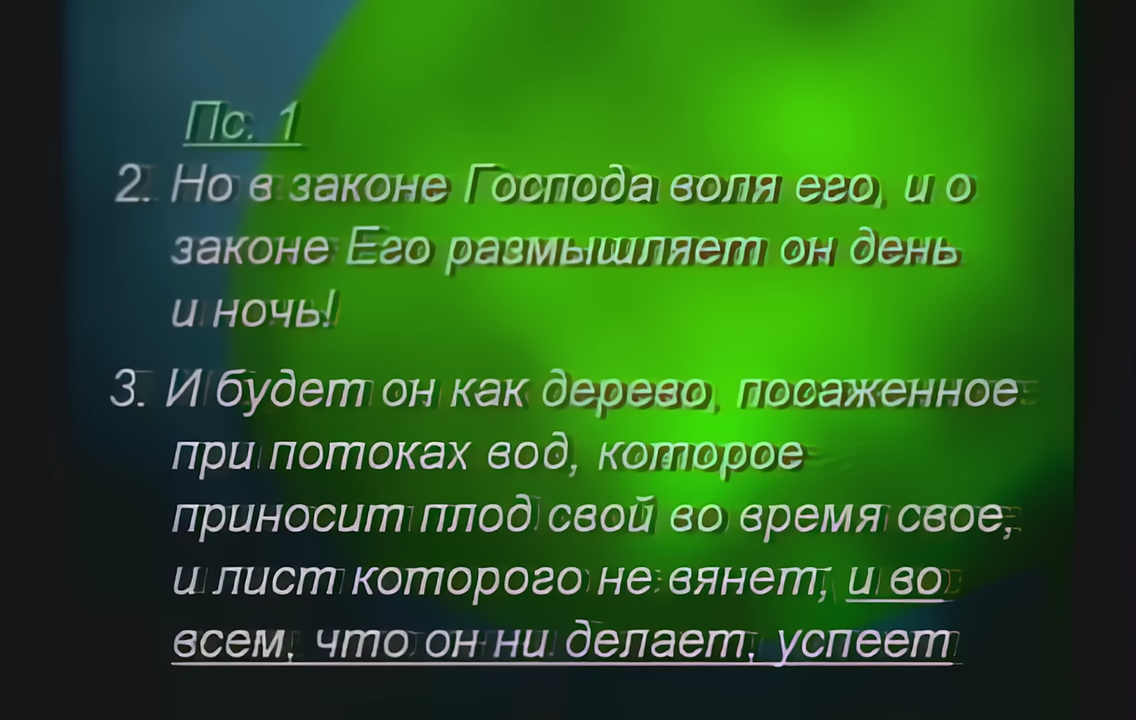 Пс. 1
2. Но в законе Господа воля его, и о
законе Его размышляет он день
и ночь!
3. И будет он как дерево, посаженное
при потоках вод, которое
приносит плод свой во время свое,
и лист которого не вянет; и во
всем, что он ни делает, успеет